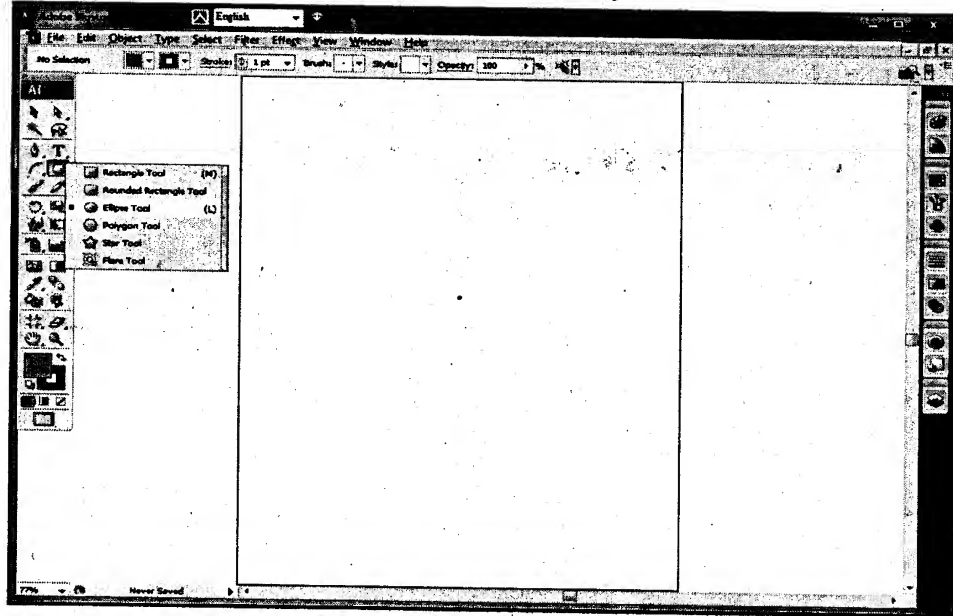 English
File Edit Object Type Select Filter Effect View Window Help
No Selection Stroke: 1 pt Brush: Style: Opacity: 100 %
Ai
T
Rectangle Tool (M)
Rounded Rectangle Tool
Ellipse Tool (L)
Polygon Tool
Star Tool
Flare Tool
77% Never Saved